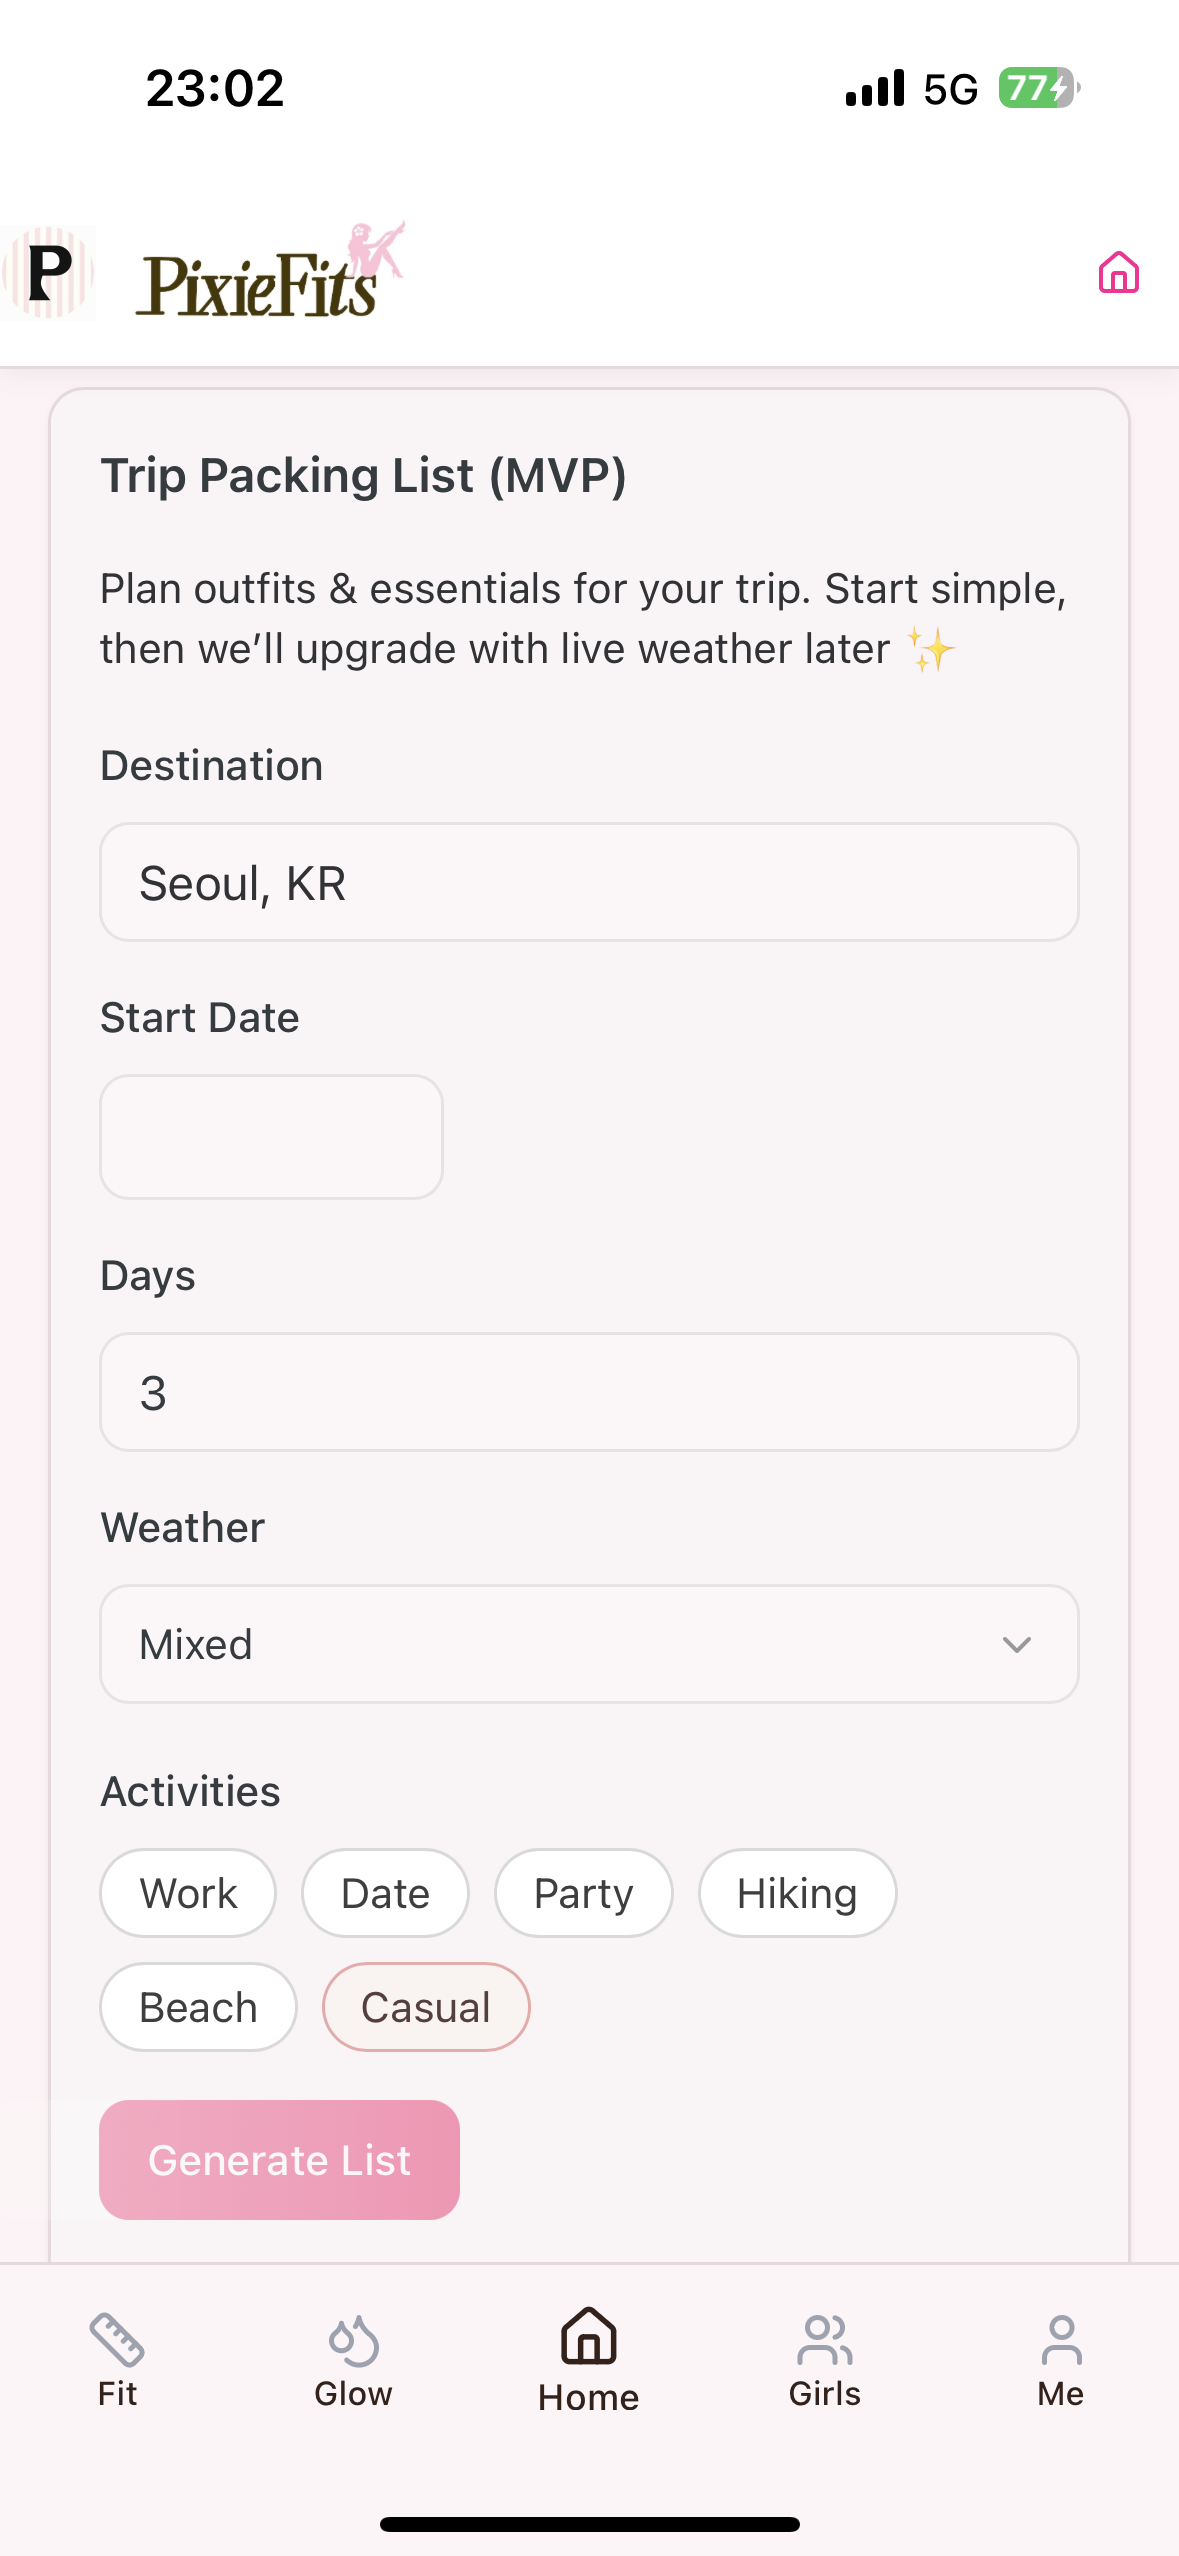 23:02
5G
77
P
PixieFits
Trip Packing List (MVP)
Plan outfits & essentials for your trip. Start simple,
then we’ll upgrade with live weather later ✨
Destination
Seoul, KR
Start Date
Days
3
Weather
Mixed
Activities
Work Date Party Hiking
Beach Casual
Generate List
Fit Glow Home Girls Me